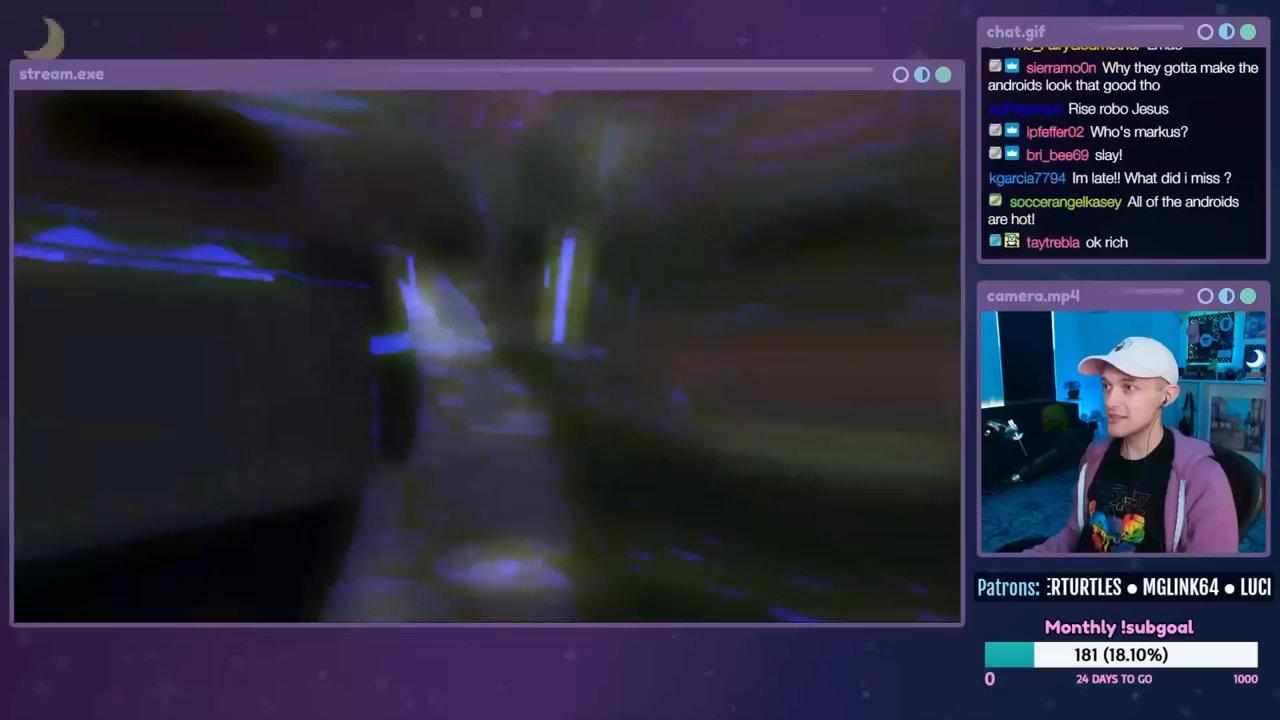 stream.exe
chat.gif
sierramo0n Why they gotta make the
androids look that good tho
Rise robo Jesus
lpfeffer02 Who's markus?
bri_bee69 slay!
kgarcia7794 Im late!! What did i miss ?
soccerangelkasey All of the androids
are hot!
taytrebla ok rich
camera.mp4
Patrons: ERTURTLES ● MGLINK64 ● LUCI
Monthly !subgoal
181 (18.10%)
0 24 DAYS TO GO 1000